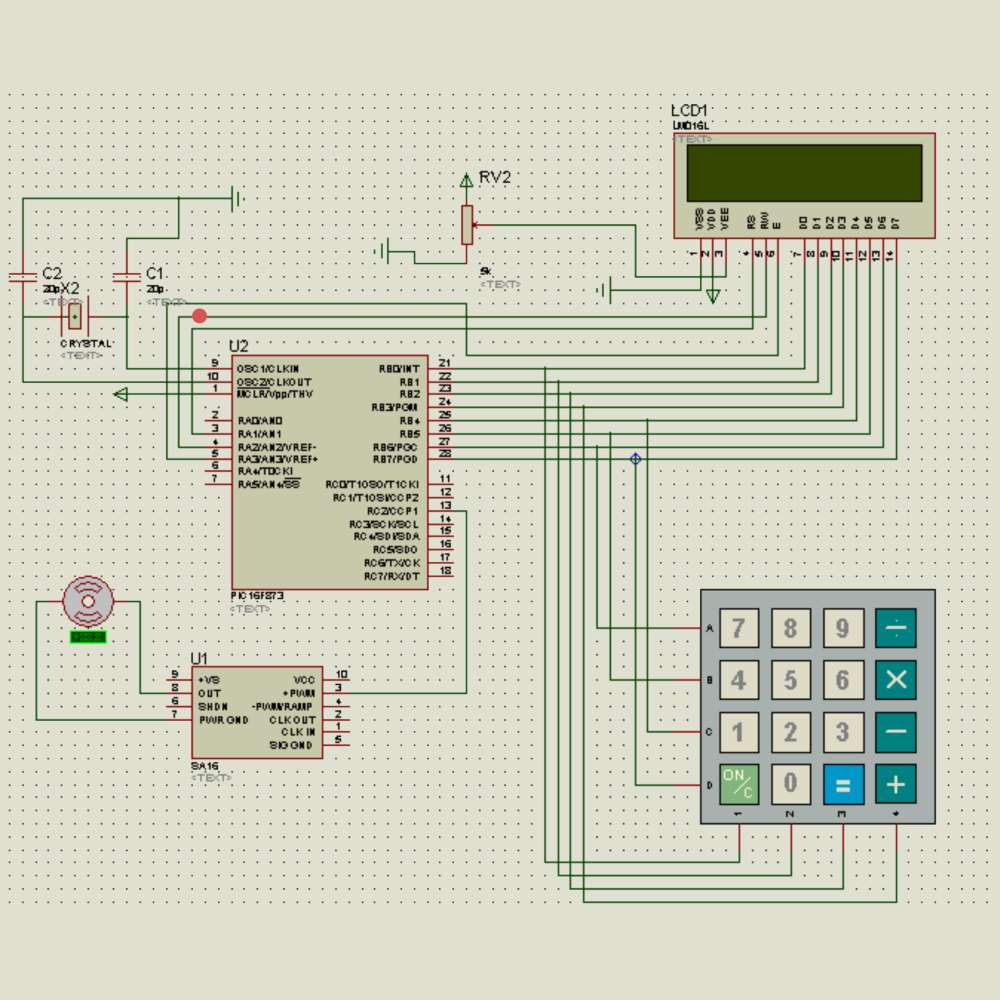 LCD1
LM016L
<TEXT>
VSS VDD VEE RS RW E D0 D1 D2 D3 D4 D5 D6 D7
1 2 3 4 5 6 7 8 9 10 11 12 13 14
RV2
5k
<TEXT>
C2
20p
<TEXT>
X2
CRYSTAL
<TEXT>
C1
20p
<TEXT>
U2
9 OSC1/CLKIN RB0/INT 21
10 OSC2/CLKOUT RB1 22
1 MCLR/Vpp/THV RB2 23
RB3/PGM 24
2 RA0/AN0 RB4 25
3 RA1/AN1 RB5 26
4 RA2/AN2/VREF- RB6/PGC 27
5 RA3/AN3/VREF+ RB7/PGD 28
6 RA4/T0CKI
7 RA5/AN4/SS RC0/T1OSO/T1CKI 11
RC1/T1OSI/CCP2 12
RC2/CCP1 13
RC3/SCK/SCL 14
RC4/SDI/SDA 15
RC5/SDO 16
RC6/TX/CK 17
RC7/RX/DT 18
PIC16F873
<TEXT>
U1
9 +VS VCC 10
8 OUT +PWM 3
6 SHDN -PWM/RAMP 4
7 PWR GND CLK OUT 2
CLK IN 1
SIG GND 5
SA16
<TEXT>
A 7 8 9 ÷
B 4 5 6 ×
C 1 2 3 −
D ON/C 0 = +
1 2 3 4